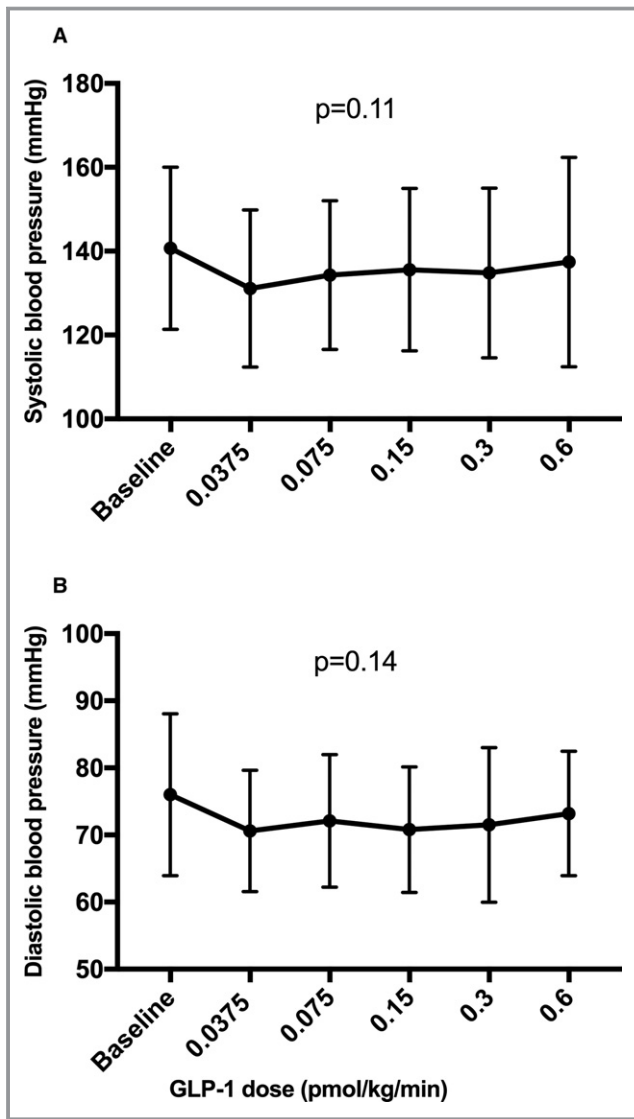 A
Systolic blood pressure (mmHg)
p=0.11
180
160
140
120
100
Baseline
0.0375
0.075
0.15
0.3
0.6
B
Diastolic blood pressure (mmHg)
p=0.14
100
90
80
70
60
50
Baseline
0.0375
0.075
0.15
0.3
0.6
GLP-1 dose (pmol/kg/min)